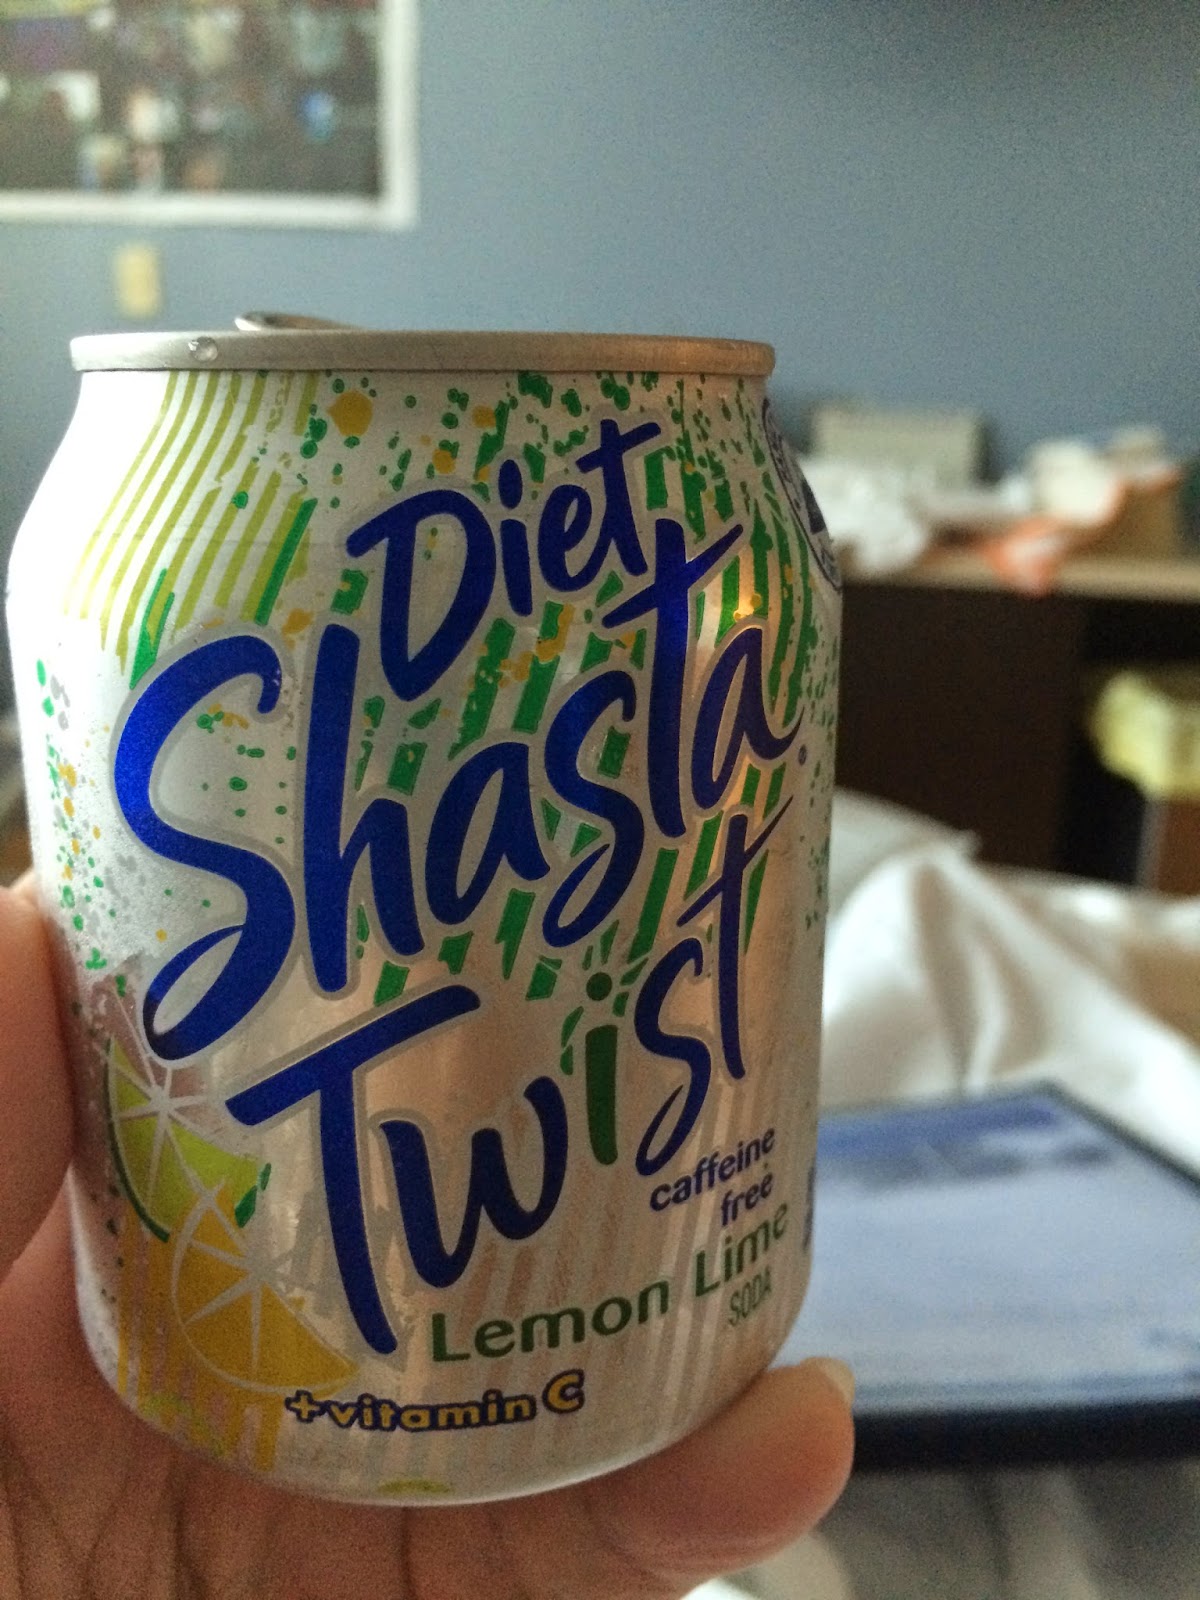 Diet
Shasta
Twist
caffeine
free
Lemon Lime
SODA
+vitamin C